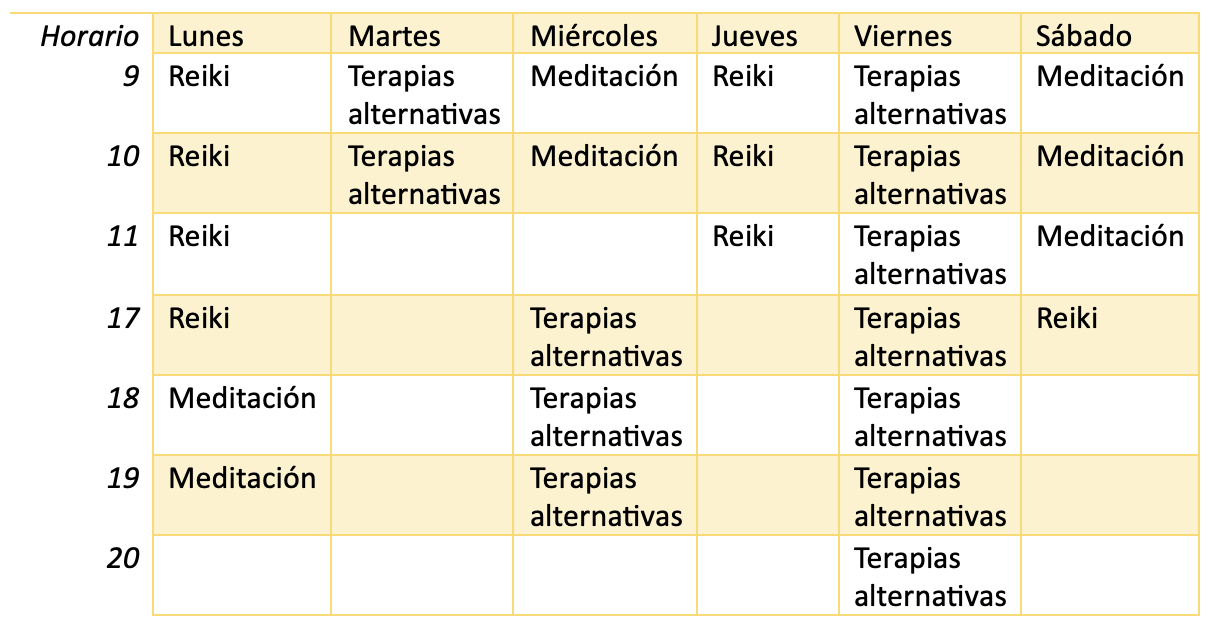 Horario Lunes Martes Miércoles Jueves Viernes Sábado
9 Reiki Terapias alternativas Meditación Reiki Terapias alternativas Meditación
10 Reiki Terapias alternativas Meditación Reiki Terapias alternativas Meditación
11 Reiki Reiki Terapias alternativas Meditación
17 Reiki Terapias alternativas Terapias alternativas Reiki
18 Meditación Terapias alternativas Terapias alternativas
19 Meditación Terapias alternativas Terapias alternativas
20 Terapias alternativas